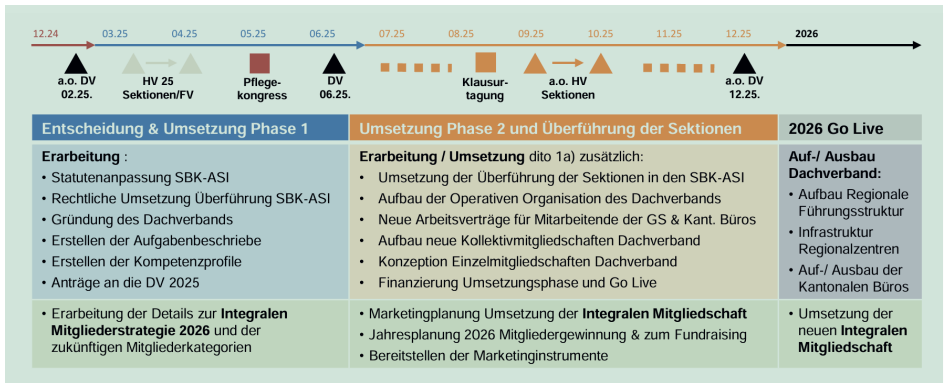 12.24 03.25 04.25 05.25 06.25 07.25 08.25 09.25 10.25 11.25 12.25 2026
a.o. DV
02.25.
HV 25
Sektionen/FV
Pflege-
kongress
DV
06.25.
Klausur-
tagung
a.o. HV
Sektionen
a.o. DV
12.25.
Entscheidung & Umsetzung Phase 1
Erarbeitung :
• Statutenanpassung SBK-ASI
• Rechtliche Umsetzung Überführung SBK-ASI
• Gründung des Dachverbands
• Erstellen der Aufgabenbeschriebe
• Erstellen der Kompetenzprofile
• Anträge an die DV 2025
• Erarbeitung der Details zur Integralen
Mitgliederstrategie 2026 und der
zukünftigen Mitgliederkategorien
Umsetzung Phase 2 und Überführung der Sektionen
Erarbeitung / Umsetzung dito 1a) zusätzlich:
• Umsetzung der Überführung der Sektionen in den SBK-ASI
• Aufbau der Operativen Organisation des Dachverbands
• Neue Arbeitsverträge für Mitarbeitende der GS & Kant. Büros
• Aufbau neue Kollektivmitgliedschaften Dachverband
• Konzeption Einzelmitgliedschaften Dachverband
• Finanzierung Umsetzungsphase und Go Live
• Marketingplanung Umsetzung der Integralen Mitgliedschaft
• Jahresplanung 2026 Mitgliedergewinnung & zum Fundraising
• Bereitstellen der Marketinginstrumente
2026 Go Live
Auf-/ Ausbau
Dachverband:
• Aufbau Regionale
Führungsstruktur
• Infrastruktur
Regionalzentren
• Auf-/ Ausbau der
Kantonalen Büros
• Umsetzung der
neuen Integralen
Mitgliedschaft